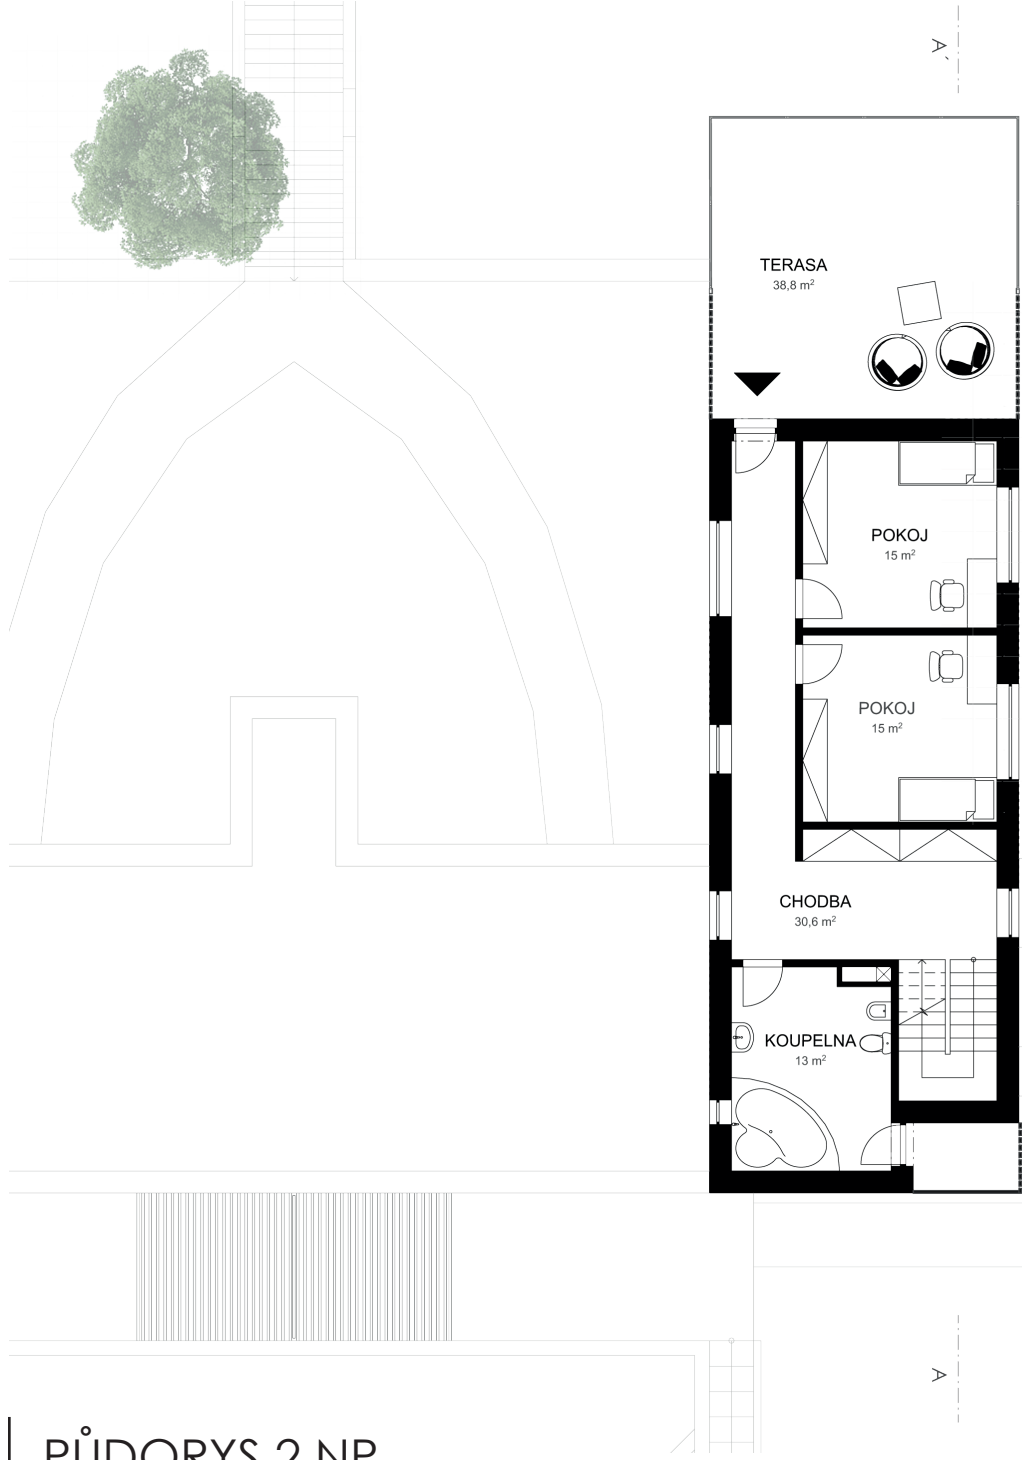 A´
TERASA
38,8 m²
POKOJ
15 m²
POKOJ
15 m²
CHODBA
30,6 m²
KOUPELNA
13 m²
A
PŮDORYS 2.NP